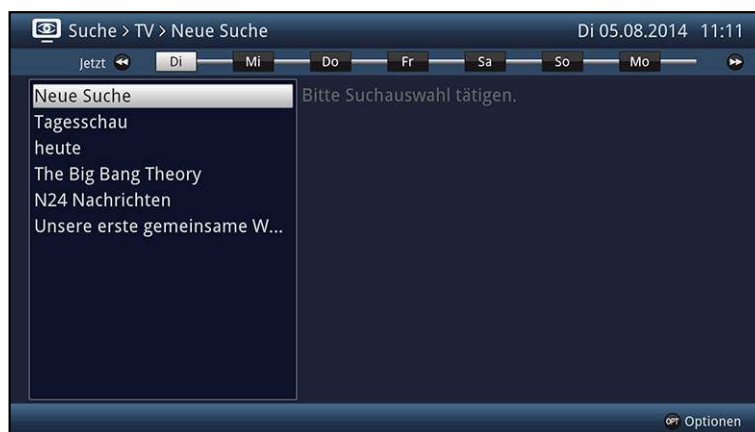 Suche > TV > Neue Suche Di 05.08.2014 11:11
Jetzt Di Mi Do Fr Sa So Mo
Neue Suche Bitte Suchauswahl tätigen.
Tagesschau
heute
The Big Bang Theory
N24 Nachrichten
Unsere erste gemeinsame W...
OPT Optionen